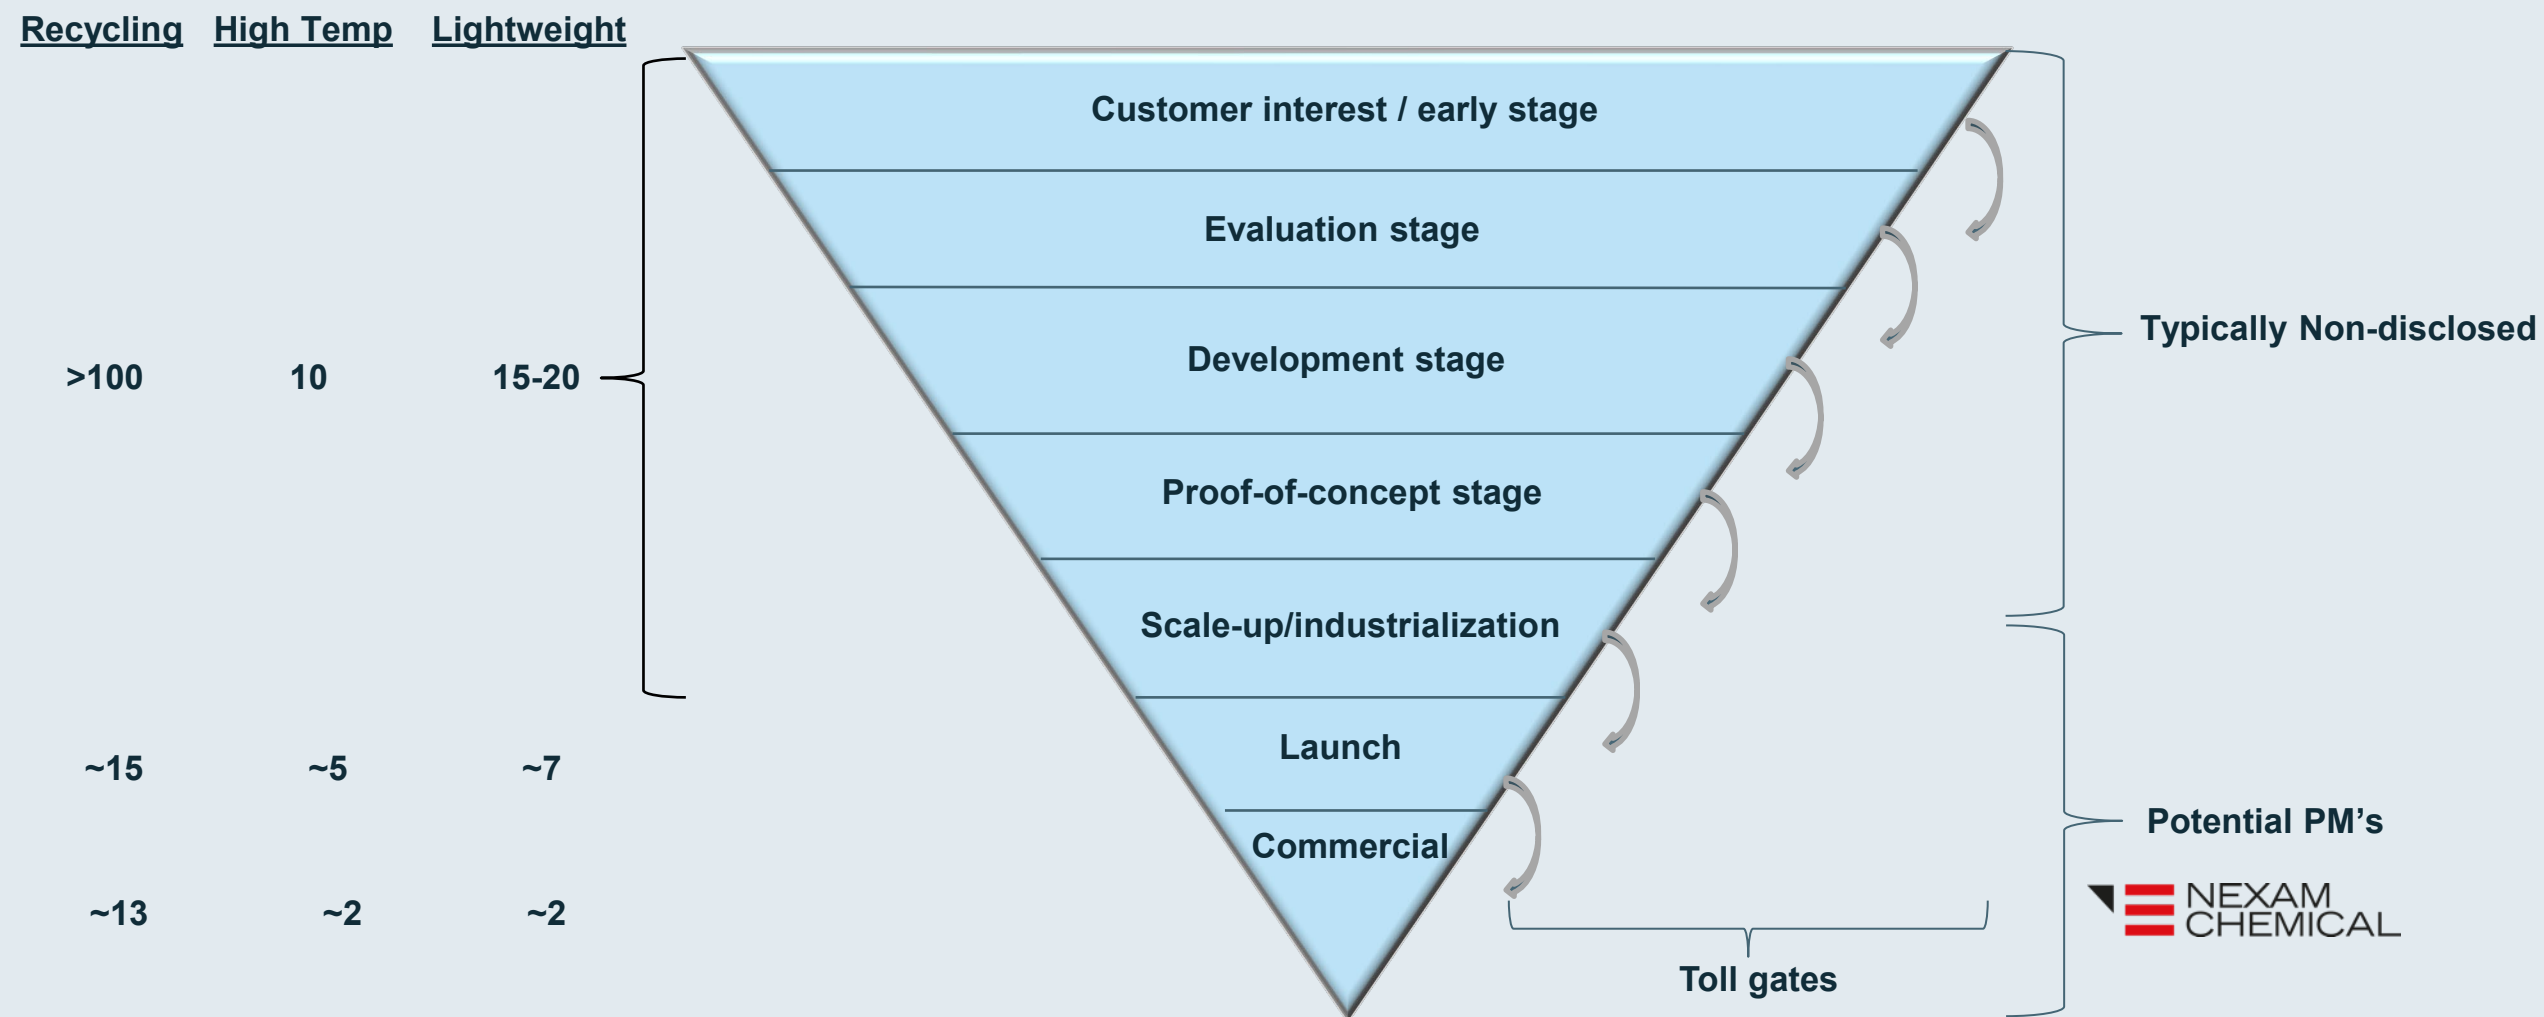 Recycling High Temp Lightweight
Customer interest / early stage
Evaluation stage
Typically Non-disclosed
Development stage
>100 10 15-20
Proof-of-concept stage
Scale-up/industrialization
Launch
~15 ~5 ~7
Potential PM’s
Commercial
~13 ~2 ~2
NEXAM
CHEMICAL
Toll gates